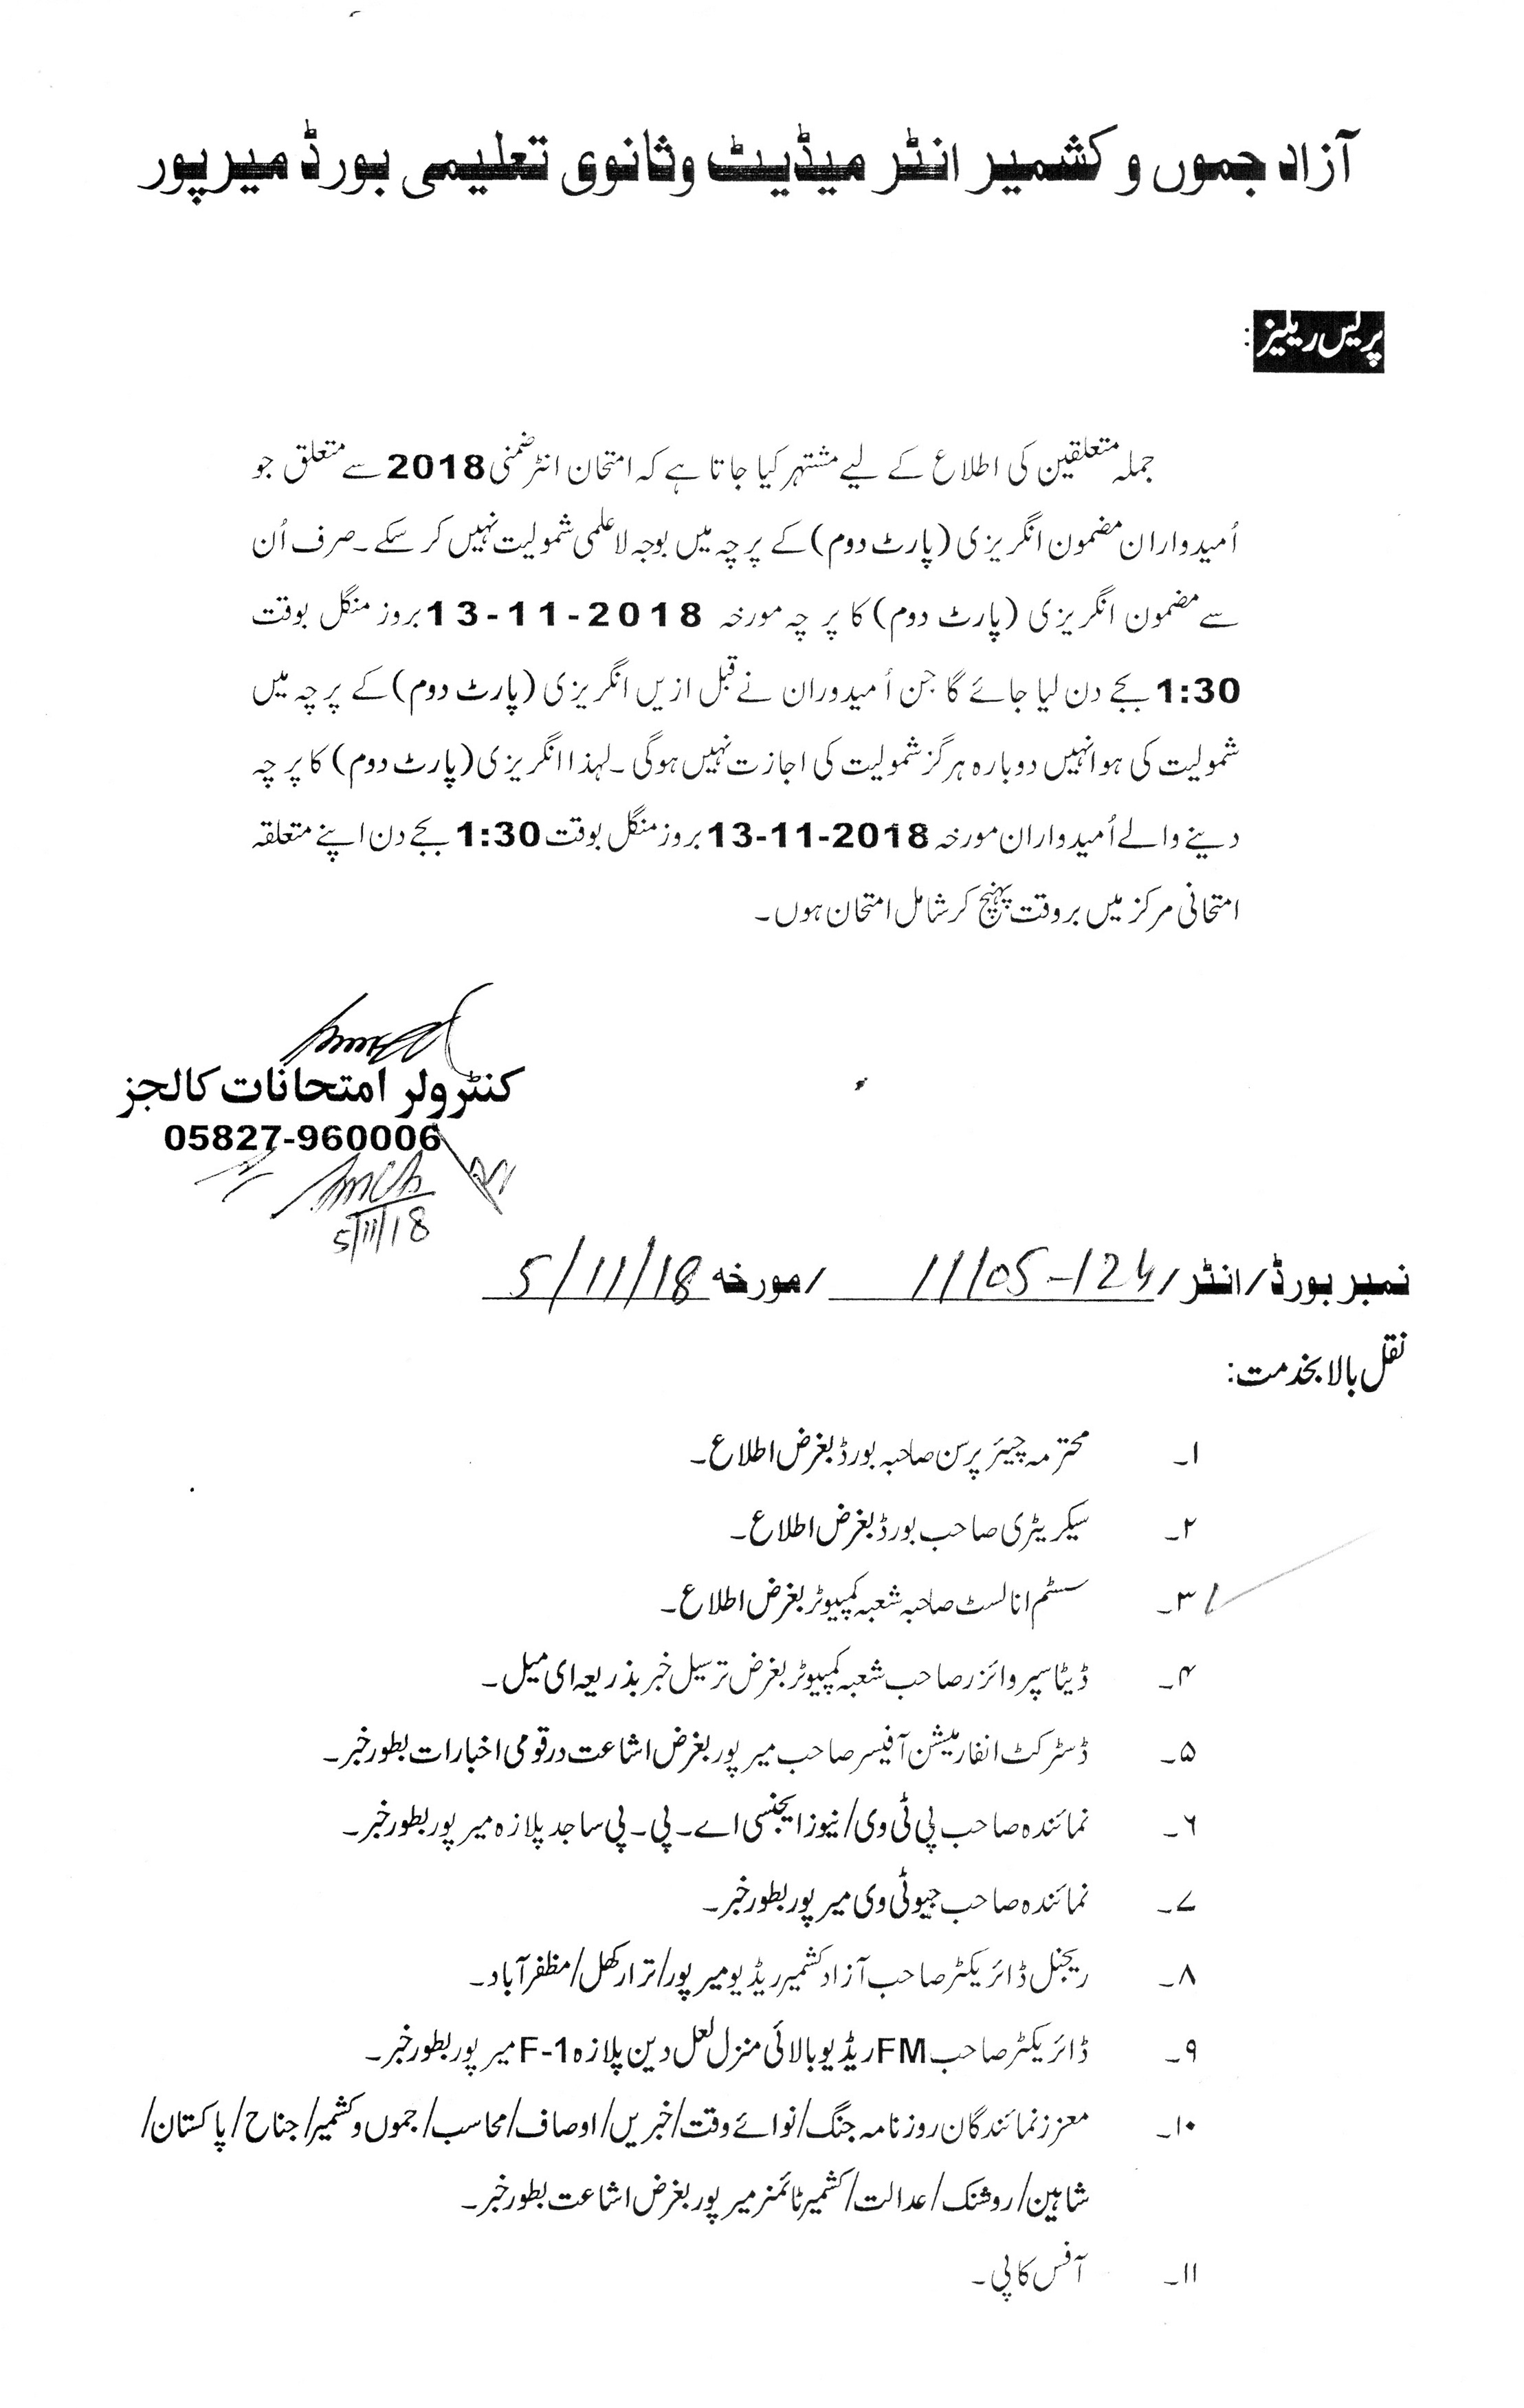 آزاد جموں و کشمیر انٹر میڈیٹ و ثانوی تعلیمی بورڈ میرپور
پریس ریلیز:
جملہ متعلقین کی اطلاع کے لیے مشتہر کیا جاتا ہے کہ امتحان انٹر ضمنی 2018 سے متعلق جو
اُمیدواران مضمون انگریزی (پارٹ دوم) کے پرچہ میں بوجہ لاعلمی شمولیت نہیں کر سکے۔ صرف اُن
سے مضمون انگریزی (پارٹ دوم) کا پرچہ مورخہ 13-11-2018 بروز منگل بوقت
1:30 بجے دن لیا جائے گا جن اُمیدوران نے قبل ازیں انگریزی (پارٹ دوم) کے پرچہ میں
شمولیت کی ہو انہیں دوبارہ ہرگز شمولیت کی اجازت نہیں ہوگی۔ لہذا انگریزی (پارٹ دوم) کا پرچہ
دینے والے اُمیدواران مورخہ 13-11-2018 بروز منگل بوقت 1:30 بجے دن اپنے متعلقہ
امتحانی مرکز میں بروقت پہنچ کر شامل امتحان ہوں۔
کنٹرولر امتحانات کالجز
05827-960006
5/11/18
نمبر بورڈ/انٹر/ 11105-124 /مورخہ 5/11/18
نقل بالا بخدمت:
۱۔ محترمہ چیئرپرسن صاحبہ بورڈ بغرض اطلاع۔
۲۔ سیکریٹری صاحب بورڈ بغرض اطلاع۔
۳۔ سسٹم انالسٹ صاحبہ شعبہ کمپیوٹر بغرض اطلاع۔
۴۔ ڈیٹا سپروائزر صاحب شعبہ کمپیوٹر بغرض ترسیل خبر بذریعہ ای میل۔
۵۔ ڈسٹرکٹ انفارمیشن آفیسر صاحب میرپور بغرض اشاعت در قومی اخبارات بطور خبر۔
۶۔ نمائندہ صاحب پی ٹی وی/نیوز ایجنسی اے۔پی۔پی ساجد پلازہ میرپور بطور خبر۔
۷۔ نمائندہ صاحب جیو ٹی وی میرپور بطور خبر۔
۸۔ ریجنل ڈائریکٹر صاحب آزاد کشمیر ریڈیو میرپور/تراڑکھل/مظفرآباد۔
۹۔ ڈائریکٹر صاحب FM ریڈیو بالائی منزل لعل دین پلازہ F-1 میرپور بطور خبر۔
۱۰۔ معزز نمائندگان روزنامہ جنگ/نوائے وقت/خبریں/اوصاف/محاسب/جموں و کشمیر/جناح/پاکستان/
شاہین/روشنک/عدالت/کشمیر ٹائمنر میرپور بغرض اشاعت بطور خبر۔
۱۱۔ آفس کاپی۔